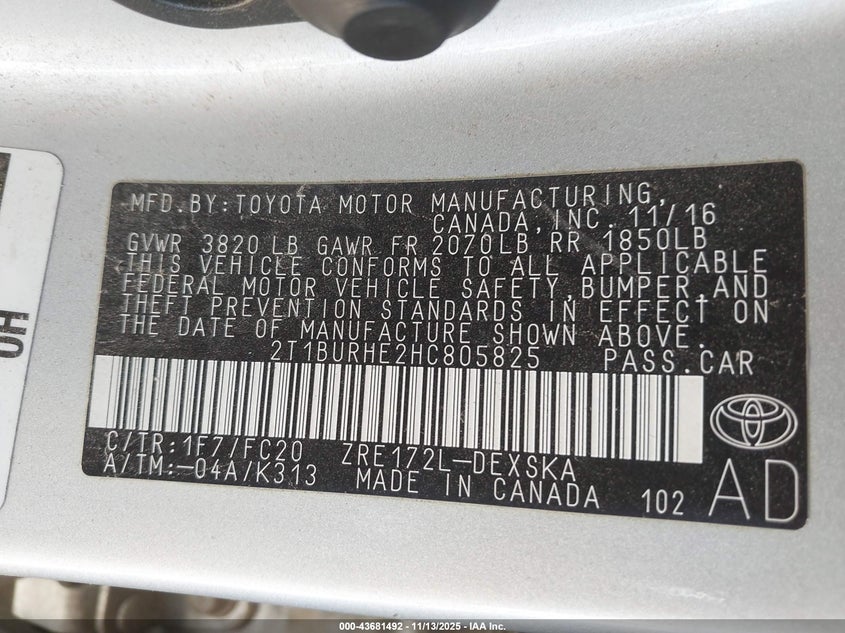 HO
MFD.BY:TOYOTA MOTOR MANUFACTURING,
CANADA,INC. 11/16
GVWR 3820 LB GAWR FR 2070LB RR 1850LB
THIS VEHICLE CONFORMS TO ALL APPLICABLE
FEDERAL MOTOR VEHICLE SAFETY,BUMPER,AND
THEFT PREVENTION STANDARDS IN EFFECT ON
THE DATE OF MANUFACTURE SHOWN ABOVE.
2T1BURHE2HC805825 PASS.CAR
C/TR:1F7/FC20 ZRE172L-DEXSKA
A/TM:-04A/K313 MADE IN CANADA 102 AD
000-43681492 - 11/13/2025 - IAA Inc.